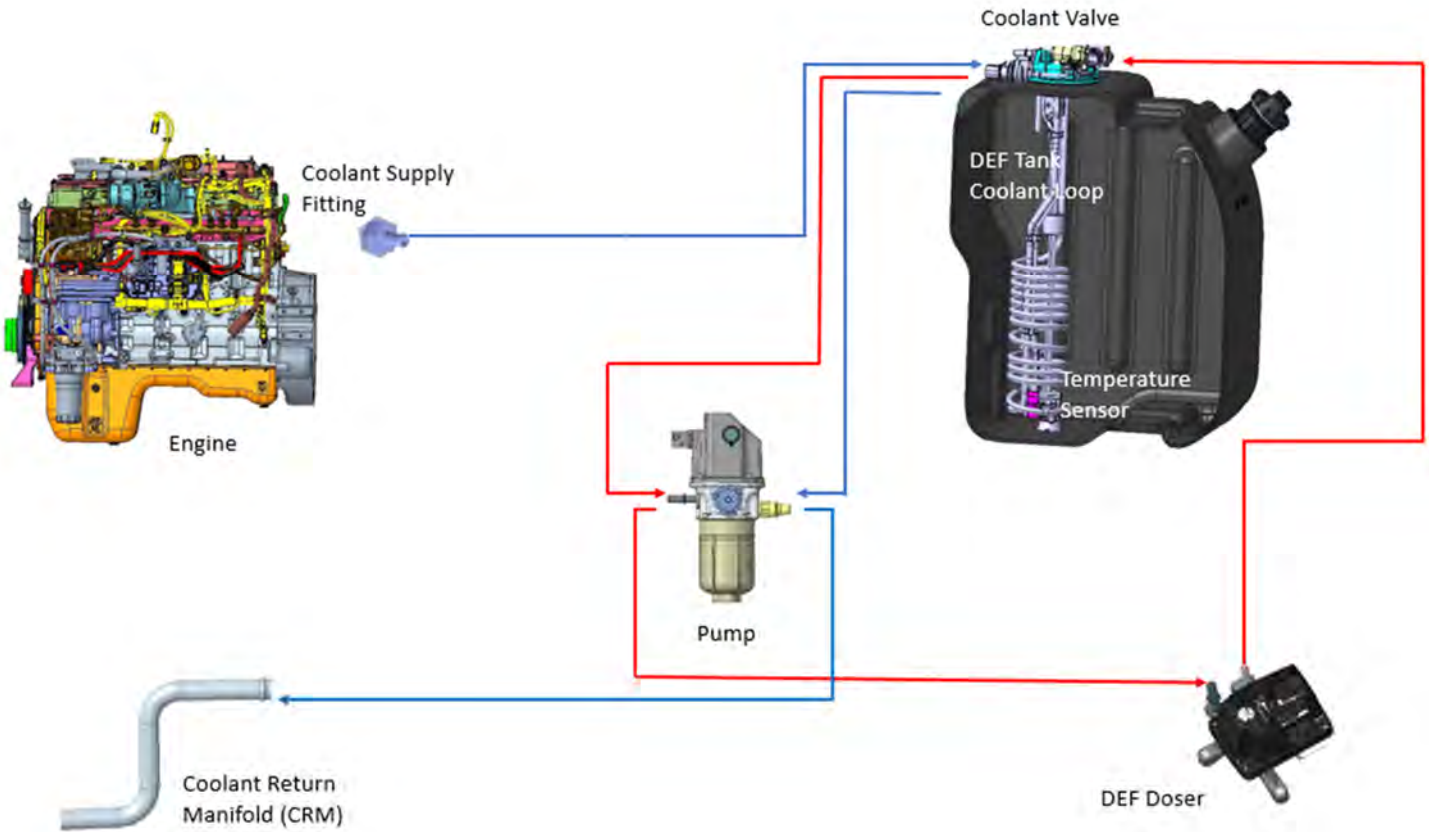 Coolant Valve
Coolant Supply
Fitting
DEF Tank
Coolant Loop
Temperature
Sensor
Engine
Pump
Coolant Return
Manifold (CRM)
DEF Doser